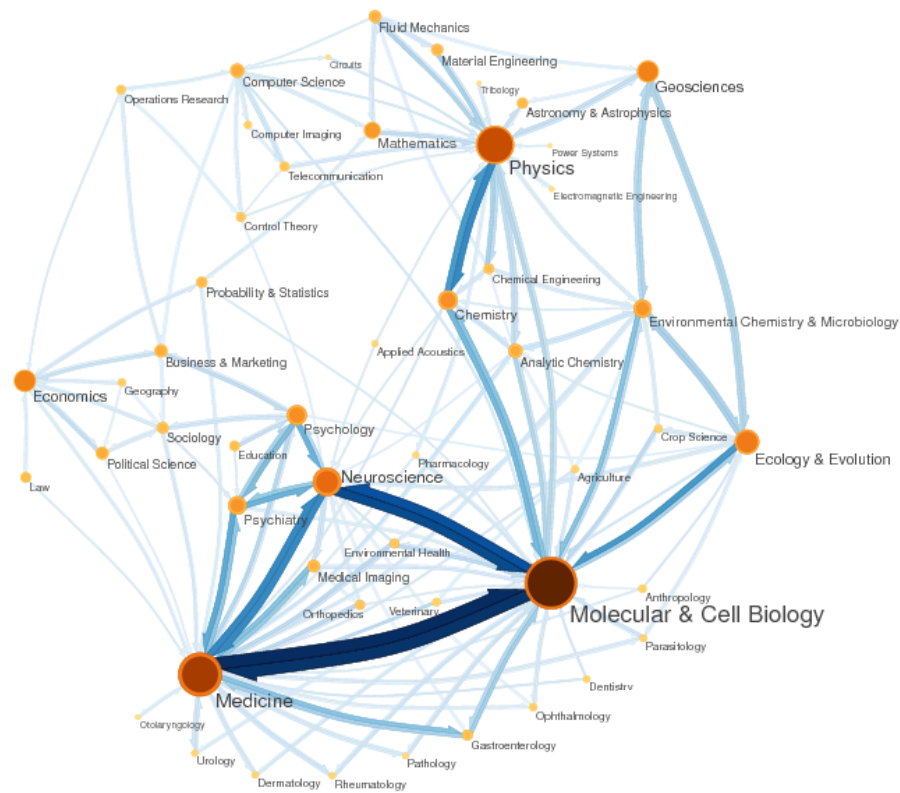 Fluid Mechanics
Material Engineering
Circuits
Computer Science
Tribology
Geosciences
Operations Research
Astronomy & Astrophysics
Computer Imaging
Mathematics
Power Systems
Physics
Telecommunication
Electromagnetic Engineering
Control Theory
Chemical Engineering
Probability & Statistics
Chemistry
Environmental Chemistry & Microbiology
Applied Acoustics
Analytic Chemistry
Business & Marketing
Geography
Economics
Psychology
Sociology
Crop Science
Education
Political Science
Pharmacology
Ecology & Evolution
Law
Neuroscience
Agriculture
Psychiatry
Environmental Health
Medical Imaging
Anthropology
Orthopedics
Veterinary
Molecular & Cell Biology
Parasitology
Dentistry
Medicine
Ophthalmology
Otolaryngology
Gastroenterology
Urology
Pathology
Dermatology
Rheumatology